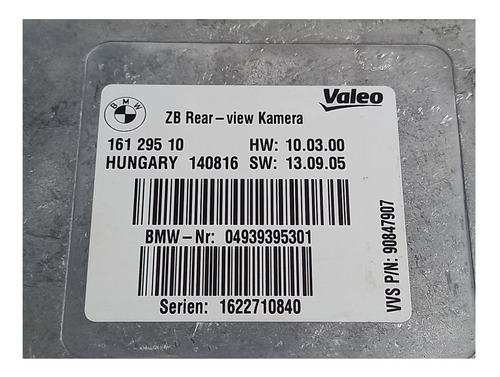 BMW
Valeo
ZB Rear-view Kamera
161 295 10 HW: 10.03.00
HUNGARY 140816 SW: 13.09.05
BMW-Nr: 04939395301
Serien: 1622710840
VVS P/N: 90847907